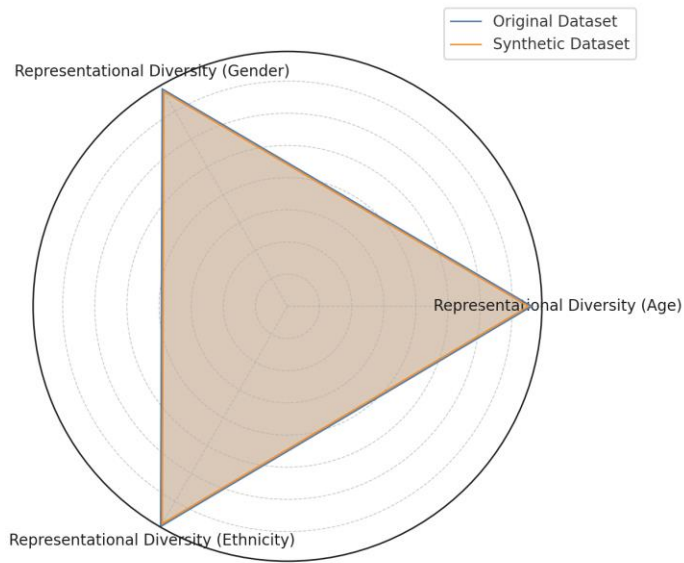 Original Dataset
Synthetic Dataset
Representational Diversity (Gender)
Representational Diversity (Age)
Representational Diversity (Ethnicity)